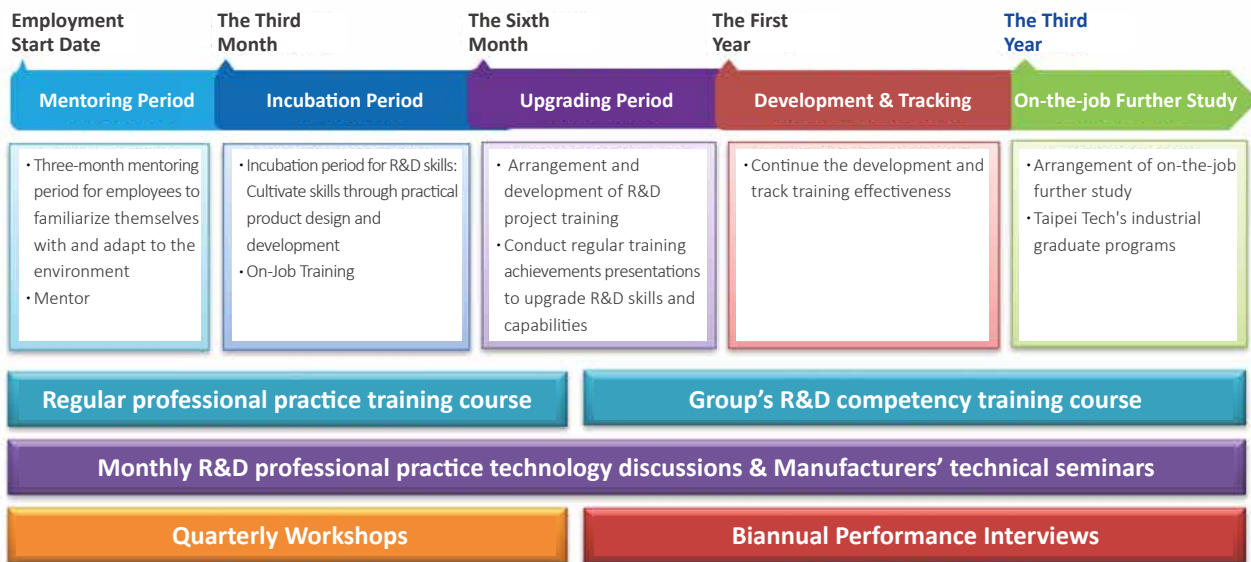 Employment
Start Date
The Third
Month
The Sixth
Month
The First
Year
The Third
Year
Mentoring Period
Incubation Period
Upgrading Period
Development & Tracking
On-the-job Further Study
· Three-month mentoring
period for employees to
familiarize themselves
with and adapt to the
environment
· Mentor
· Incubation period for R&D skills:
Cultivate skills through practical
product design and
development
· On-Job Training
· Arrangement and
development of R&D
project training
· Conduct regular training
achievements presentations
to upgrade R&D skills and
capabilities
· Continue the development and
track training effectiveness
· Arrangement of on-the-job
further study
· Taipei Tech's industrial
graduate programs
Regular professional practice training course
Group's R&D competency training course
Monthly R&D professional practice technology discussions & Manufacturers' technical seminars
Quarterly Workshops
Biannual Performance Interviews